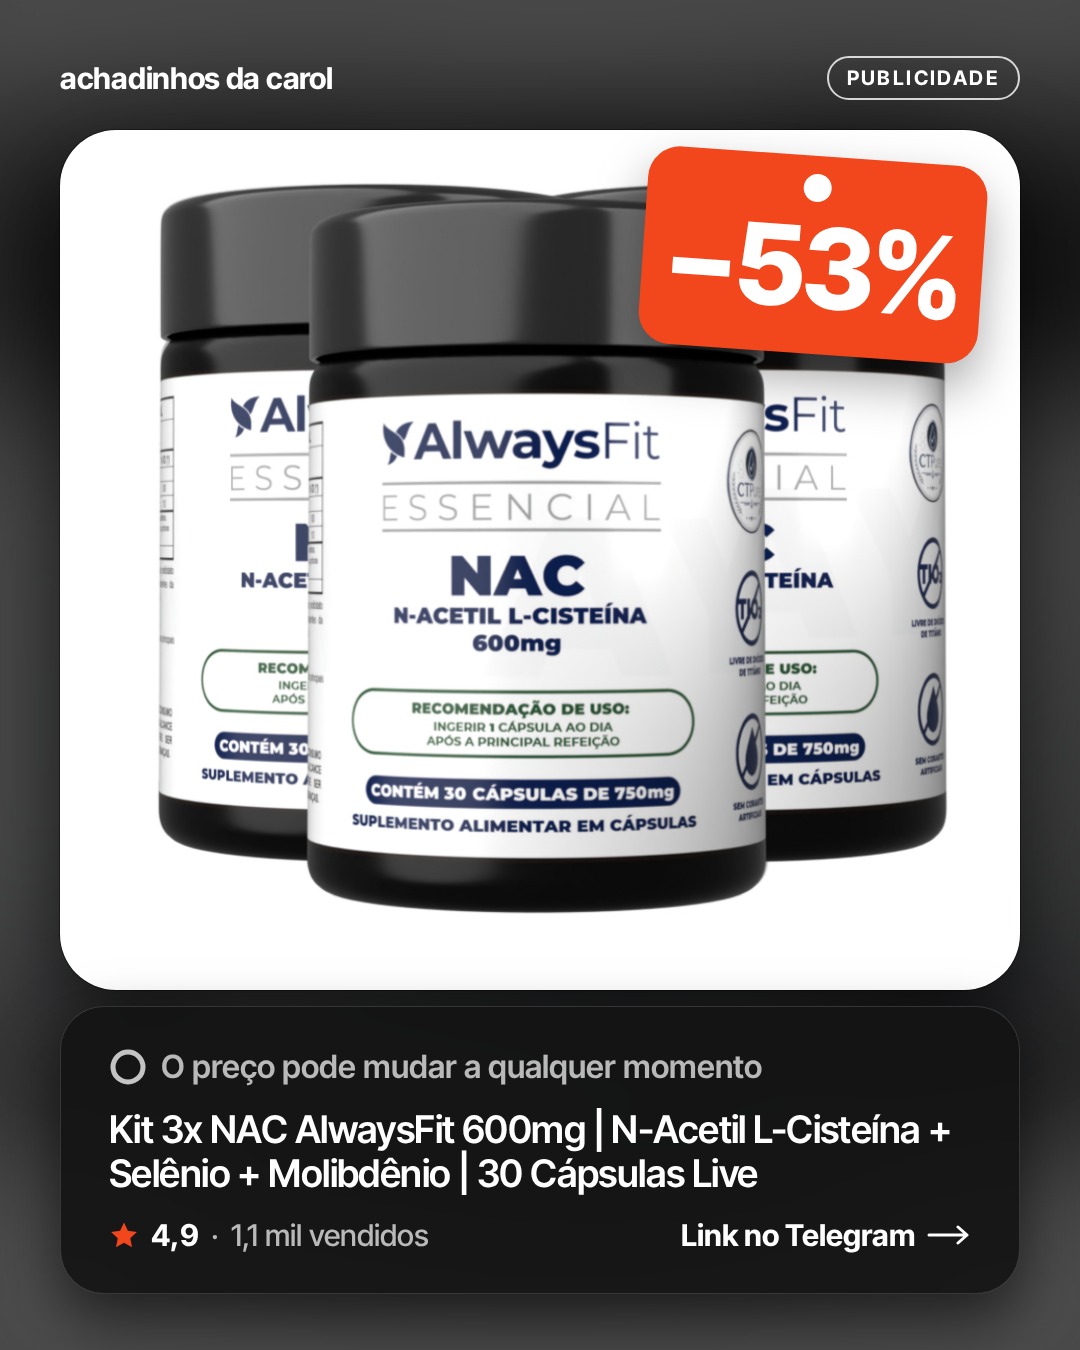 achadinhos da carol
PUBLICIDADE
–53%
AlwaysFit
ESSENCIAL
NAC
N-ACETIL L-CISTEÍNA
600mg
RECOMENDAÇÃO DE USO:
INGERIR 1 CÁPSULA AO DIA
APÓS A PRINCIPAL REFEIÇÃO
CONTÉM 30 CÁPSULAS DE 750mg
SUPLEMENTO ALIMENTAR EM CÁPSULAS
O preço pode mudar a qualquer momento
Kit 3x NAC AlwaysFit 600mg | N-Acetil L-Cisteína +
Selênio + Molibdênio | 30 Cápsulas Live
4,9 · 1,1 mil vendidos
Link no Telegram →